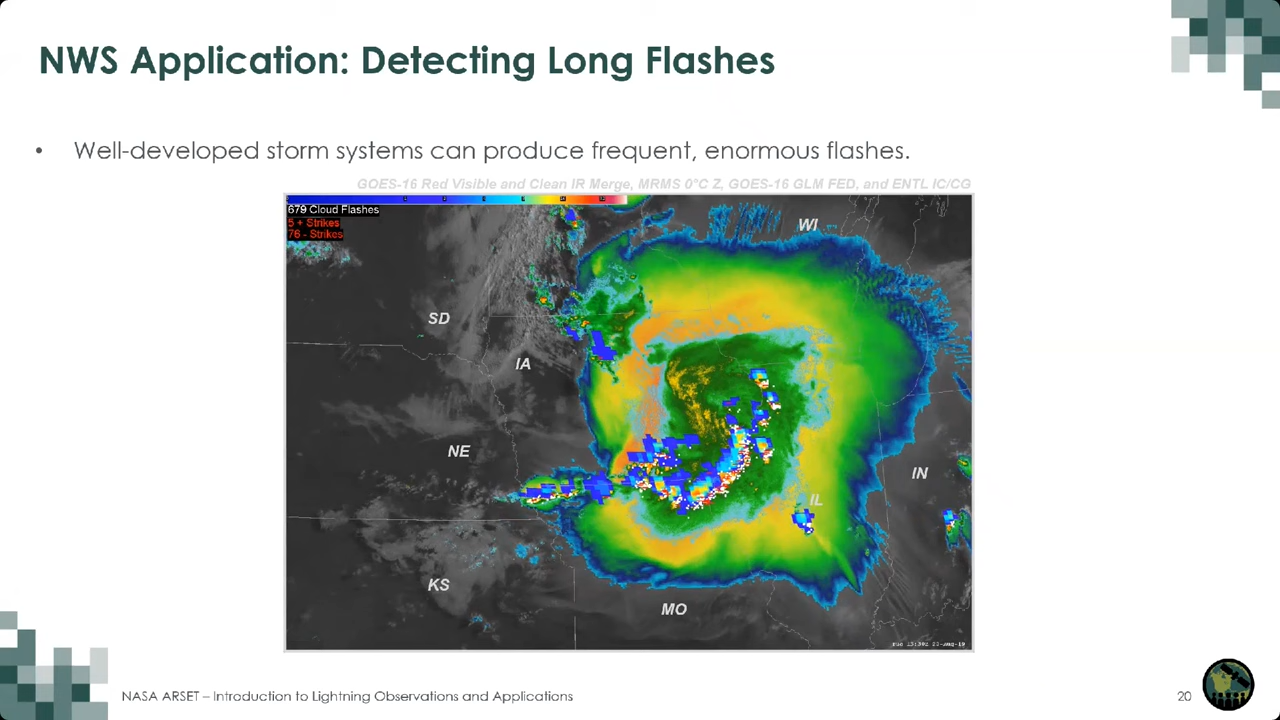 NWS Application: Detecting Long Flashes
• Well-developed storm systems can produce frequent, enormous flashes.
GOES-16 Red Visible and Clean IR Merge, MRMS 0°C Z, GOES-16 GLM FED, and ENTL IC/CG
679 Cloud Flashes
5 + Strikes
76 - Strikes
WI
SD
IA
NE
IN
IL
KS
MO
NASA ARSET – Introduction to Lightning Observations and Applications
20